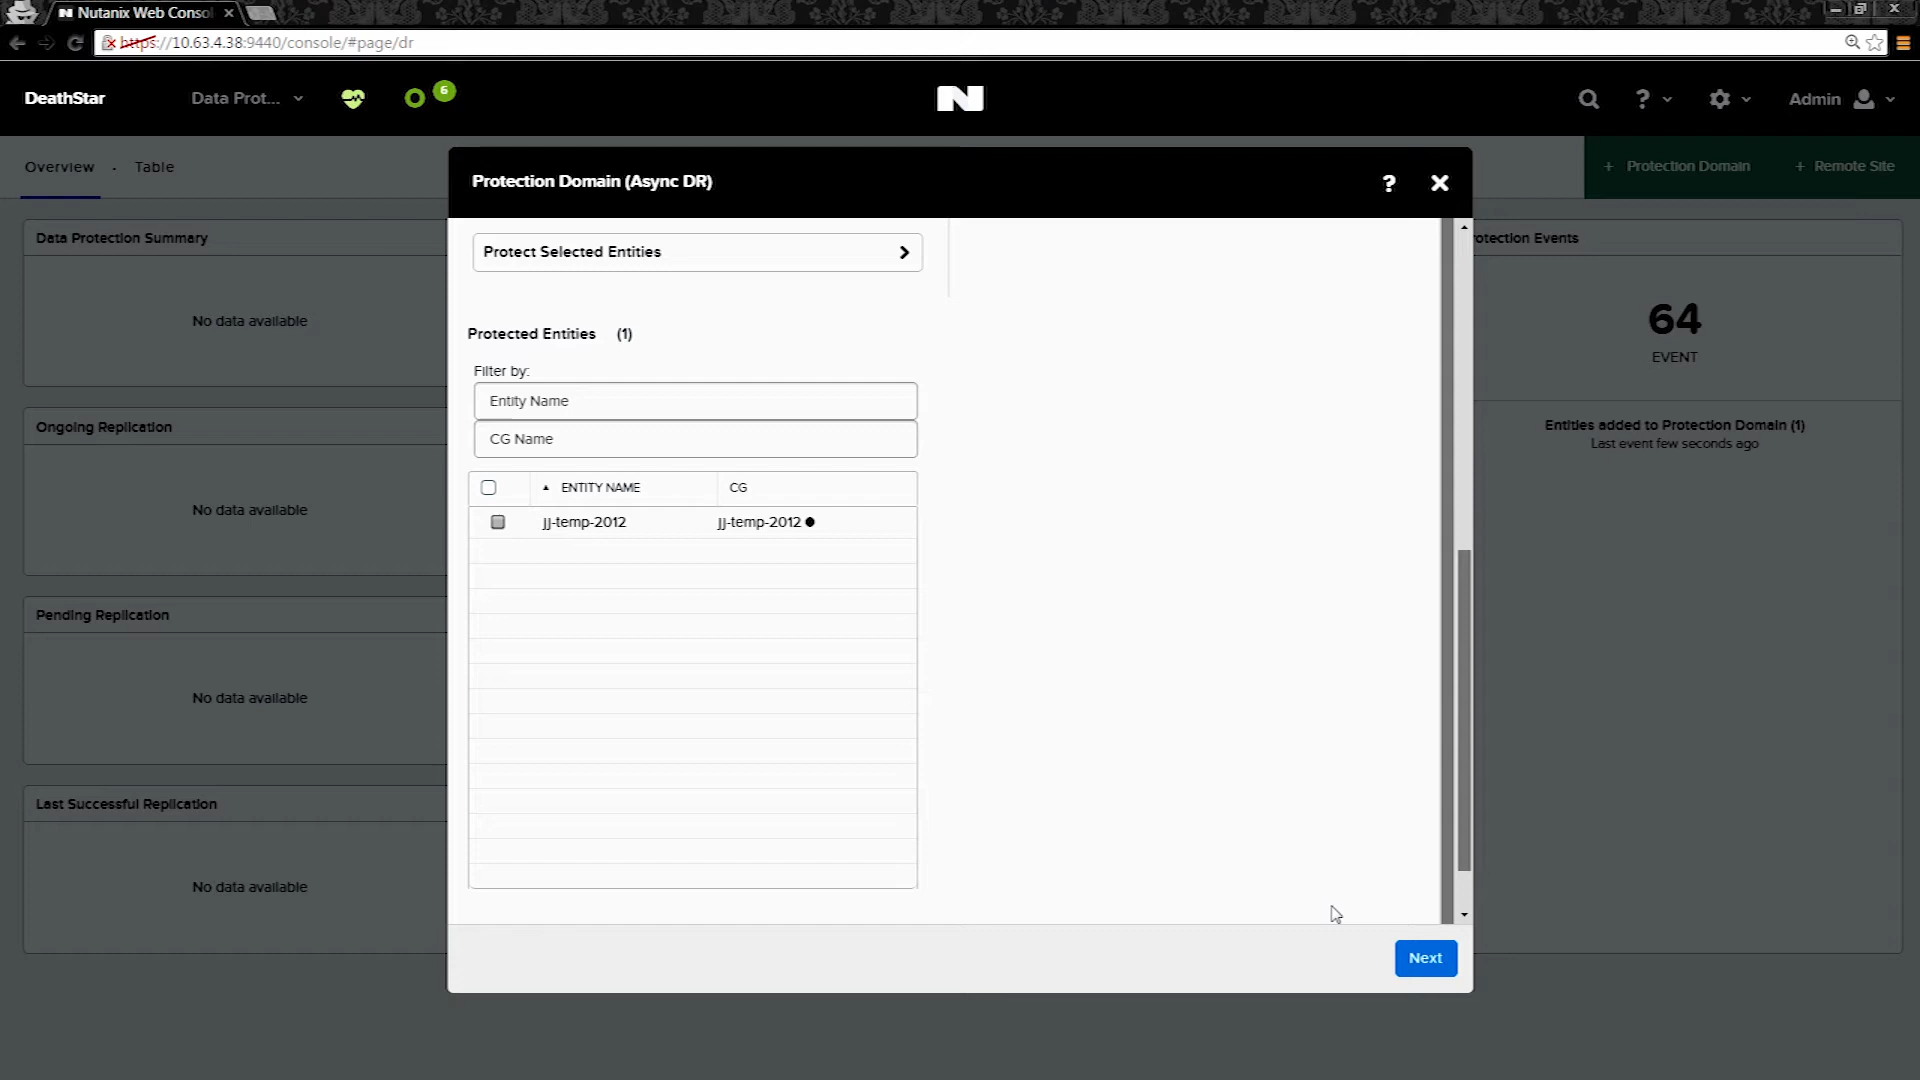 Nutanix Web Consol
https://10.63.4.38:9440/console/#page/dr
DeathStar
Data Prot...
6
?
Admin
Overview
Table
+ Protection Domain
+ Remote Site
Protection Domain (Async DR)
?
Data Protection Summary
No data available
Ongoing Replication
No data available
Pending Replication
No data available
Last Successful Replication
No data available
Protect Selected Entities
Protected Entities (1)
Filter by:
Entity Name
CG Name
ENTITY NAME
CG
jj-temp-2012
jj-temp-2012
Next
rotection Events
64
EVENT
Entities added to Protection Domain (1)
Last event few seconds ago